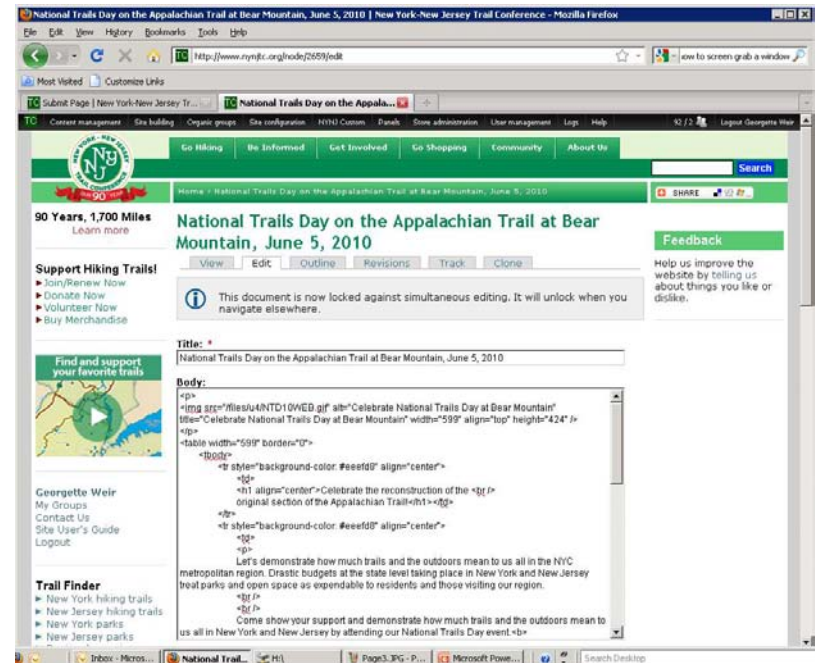 National Trails Day on the Appalachian Trail at Bear Mountain, June 5, 2010 | New York-New Jersey Trail Conference - Mozilla Firefox
File Edit View History Bookmarks Tools Help
http://www.nynjtc.org/node/2659/edit
ow to screen grab a window
Most Visited Customize Links
Submit Page | New York-New Jersey Tr...
National Trails Day on the Appala...
Content management Site building Organic groups Site configuration NYNJ Custom Panels Store administration User management Logs Help 92 / 2 Logout Georgette Weir
Go Hiking Be Informed Get Involved Go Shopping Community About Us
NEW YORK - NEW JERSEY
NY NJ
TRAIL CONFERENCE
90 YEAR
Search
Home › National Trails Day on the Appalachian Trail at Bear Mountain, June 5, 2010
SHARE
90 Years, 1,700 Miles
Learn more
Support Hiking Trails!
Join/Renew Now
Donate Now
Volunteer Now
Buy Merchandise
Find and support
your favorite trails
Georgette Weir
My Groups
Contact Us
Site User's Guide
Logout
Trail Finder
New York hiking trails
New Jersey hiking trails
New York parks
New Jersey parks
National Trails Day on the Appalachian Trail at Bear
Mountain, June 5, 2010
View Edit Outline Revisions Track Clone
This document is now locked against simultaneous editing. It will unlock when you
navigate elsewhere.
Title: *
National Trails Day on the Appalachian Trail at Bear Mountain, June 5, 2010
Body:
<p>
<img src="/files/u4/NTD10WEB.gif" alt="Celebrate National Trails Day at Bear Mountain"
title="Celebrate National Trails Day at Bear Mountain" width="599" align="top" height="424" />
</p>
<table width="599" border="0">
<tbody>
<tr style="background-color: #eeefd8" align="center">
<td>
<h1 align="center">Celebrate the reconstruction of the <br />
original section of the Appalachian Trail!</h1></td>
</tr>
<tr style="background-color: #eeefd8" align="center">
<td>
<p>
Let's demonstrate how much trails and the outdoors mean to us all in the NYC
metropolitan region. Drastic budgets at the state level taking place in New York and New Jersey
treat parks and open space as expendable to residents and those visiting our region.
<br />
<br />
Come show your support and demonstrate how much trails and the outdoors mean to
us all in New York and New Jersey by attending our National Trails Day event.<b>
Feedback
Help us improve the
website by telling us
about things you like or
dislike.
Inbox - Micros... National Trail... H:\ Page3.JPG - P... Microsoft Powe... Search Desktop